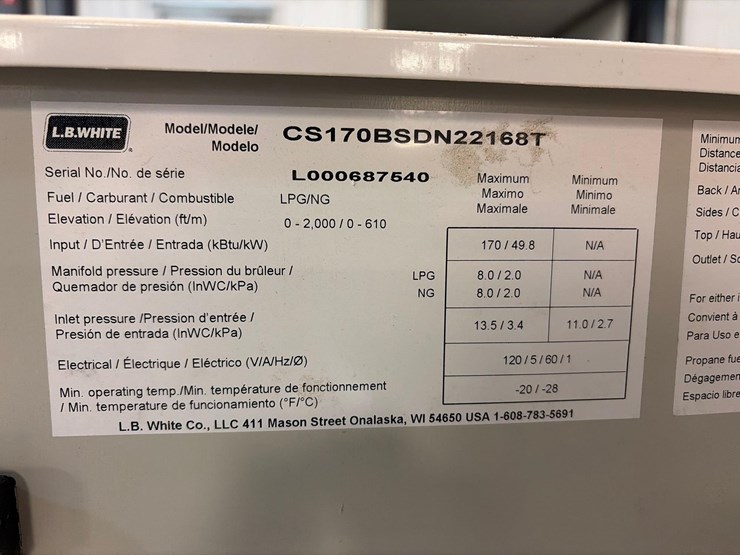 L.B.WHITE
Model/Modele/ Modelo CS170BSDN22168T
Serial No./No. de série L000687540
Fuel / Carburant / Combustible LPG/NG
Elevation / Elévation (ft/m) 0 - 2,000 / 0 - 610
Maximum Maximo Maximale
Minimum Minimo Minimale
Input / D'Entrée / Entrada (kBtu/kW) 170 / 49.8 N/A
Manifold pressure / Pression du brûleur /
Quemador de presión (InWC/kPa)
LPG 8.0 / 2.0 N/A
NG 8.0 / 2.0 N/A
Inlet pressure /Pression d'entrée /
Presión de entrada (InWC/kPa)
13.5 / 3.4 11.0 / 2.7
Electrical / Électrique / Eléctrico (V/A/Hz/Ø) 120 / 5 / 60 / 1
Min. operating temp./Min. température de fonctionnement
/ Min. temperature de funcionamiento (°F/°C)
-20 / -28
L.B. White Co., LLC 411 Mason Street Onalaska, WI 54650 USA 1-608-783-5691
Minimum
Distance
Distancia
Back /
Sides /
Top /
Outlet /
For either
Convient à
Para Uso
Propane
Dégagement
Espacio libre